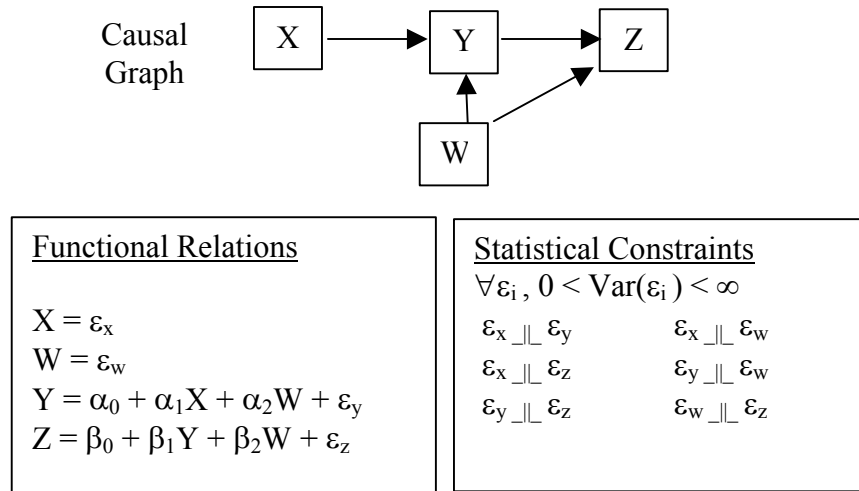 Causal
Graph
X
Y
Z
W
Functional Relations
X = εx
W = εw
Y = α0 + α1X + α2W + εy
Z = β0 + β1Y + β2W + εz
Statistical Constraints
∀εi , 0 < Var(εi ) < ∞
εx _||_ εy εx _||_ εw
εx _||_ εz εy _||_ εw
εy _||_ εz εw _||_ εz